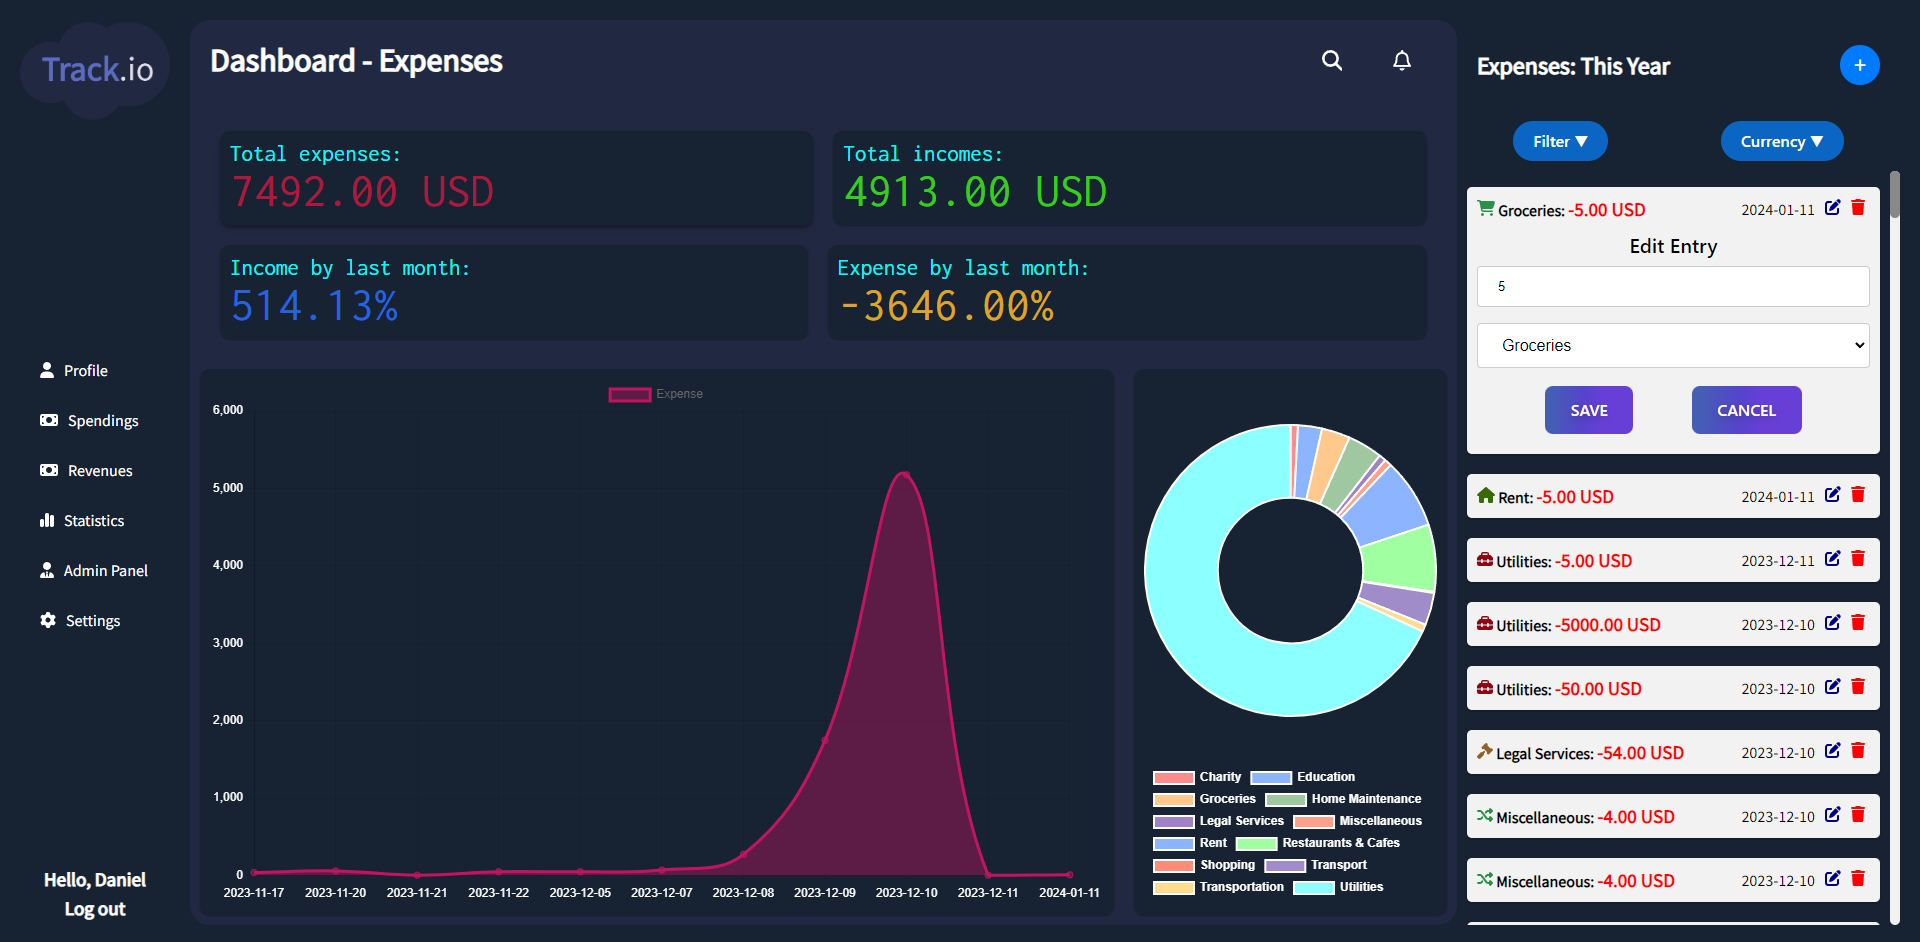 Track.io
Profile
Spendings
Revenues
Statistics
Admin Panel
Settings
Hello, Daniel
Log out
Dashboard - Expenses
Total expenses:
7492.00 USD
Total incomes:
4913.00 USD
Income by last month:
514.13%
Expense by last month:
-3646.00%
Expense
6,000
5,000
4,000
3,000
2,000
1,000
0
2023-11-17 2023-11-20 2023-11-21 2023-11-22 2023-12-05 2023-12-07 2023-12-08 2023-12-09 2023-12-10 2023-12-11 2024-01-11
Charity Education
Groceries Home Maintenance
Legal Services Miscellaneous
Rent Restaurants & Cafes
Shopping Transport
Transportation Utilities
Expenses: This Year
+
Filter ▼ Currency ▼
Groceries: -5.00 USD 2024-01-11
Edit Entry
5
Groceries
SAVE CANCEL
Rent: -5.00 USD 2024-01-11
Utilities: -5.00 USD 2023-12-11
Utilities: -5000.00 USD 2023-12-10
Utilities: -50.00 USD 2023-12-10
Legal Services: -54.00 USD 2023-12-10
Miscellaneous: -4.00 USD 2023-12-10
Miscellaneous: -4.00 USD 2023-12-10